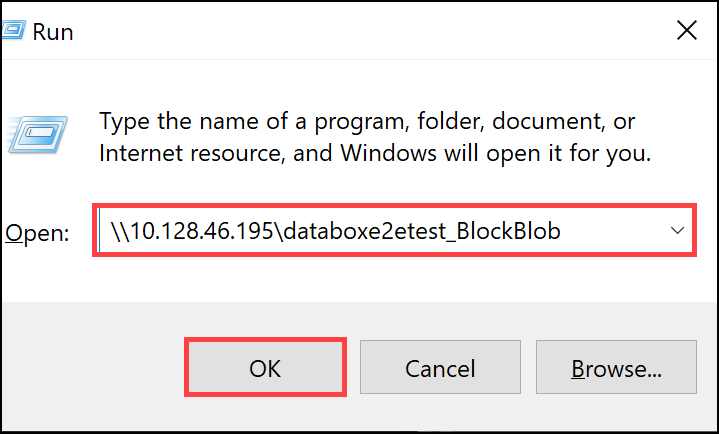 Run
Type the name of a program, folder, document, or
Internet resource, and Windows will open it for you.
Open: \\10.128.46.195\databoxe2etest_BlockBlob
OK Cancel Browse...